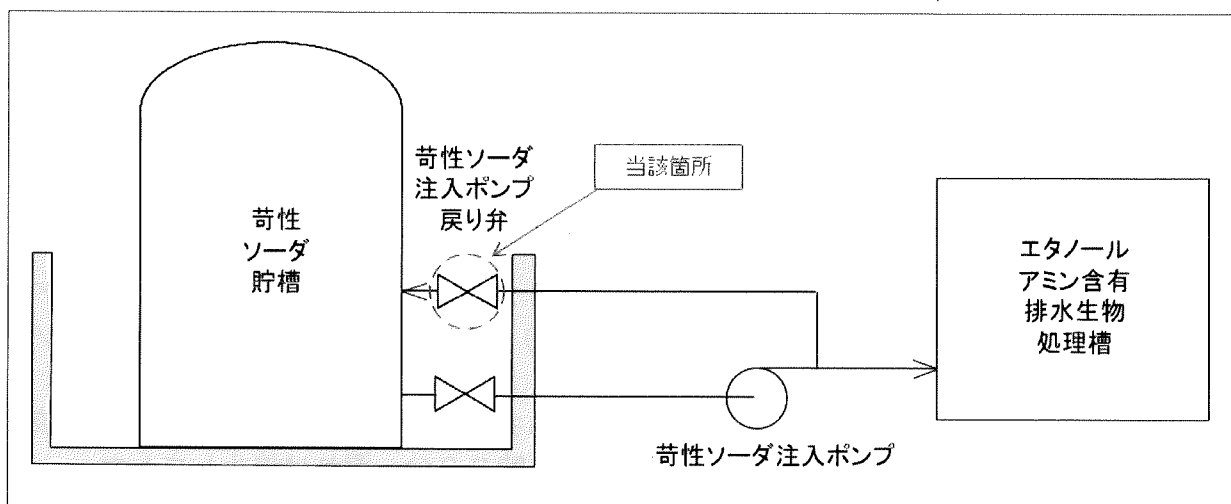 苛性ソーダ
注入ポンプ
戻り弁
当該箇所
苛性
ソーダ
貯槽
エタノール
アミン含有
排水生物
処理槽
苛性ソーダ注入ポンプ